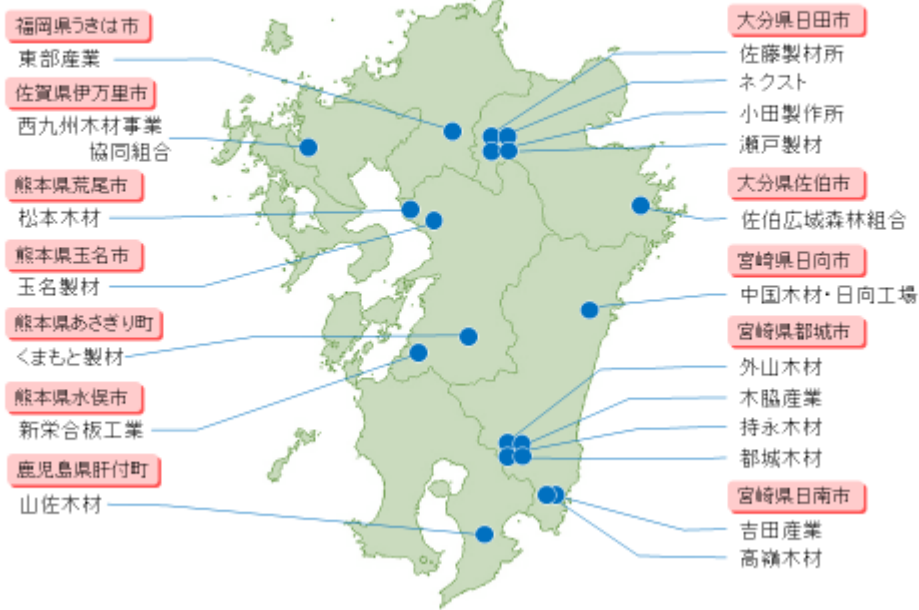 福岡県うきは市
東部産業
佐賀県伊万里市
西九州木材事業
協同組合
熊本県荒尾市
松本木材
熊本県玉名市
玉名製材
熊本県あさぎり町
くまもと製材
熊本県水俣市
新栄合板工業
鹿児島県肝付町
山佐木材
大分県日田市
佐藤製材所
ネクスト
小田製作所
瀬戸製材
大分県佐伯市
佐伯広域森林組合
宮崎県日向市
中国木材・日向工場
宮崎県都城市
外山木材
木脇産業
持永木材
都城木材
宮崎県日南市
吉田産業
高嶺木材